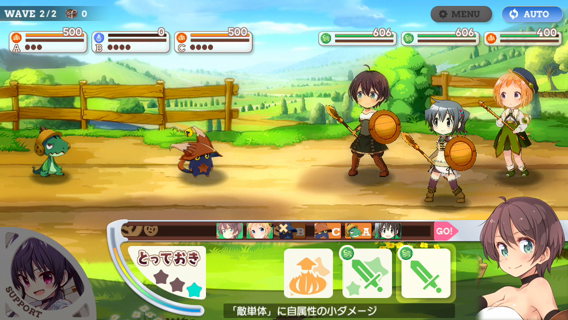 WAVE 2/2 0
MENU
AUTO
500
0
500
606
606
400
A
B
C
B
C
A
GO!
とっておき
SUPPORT
「敵単体」に自属性の小ダメージ